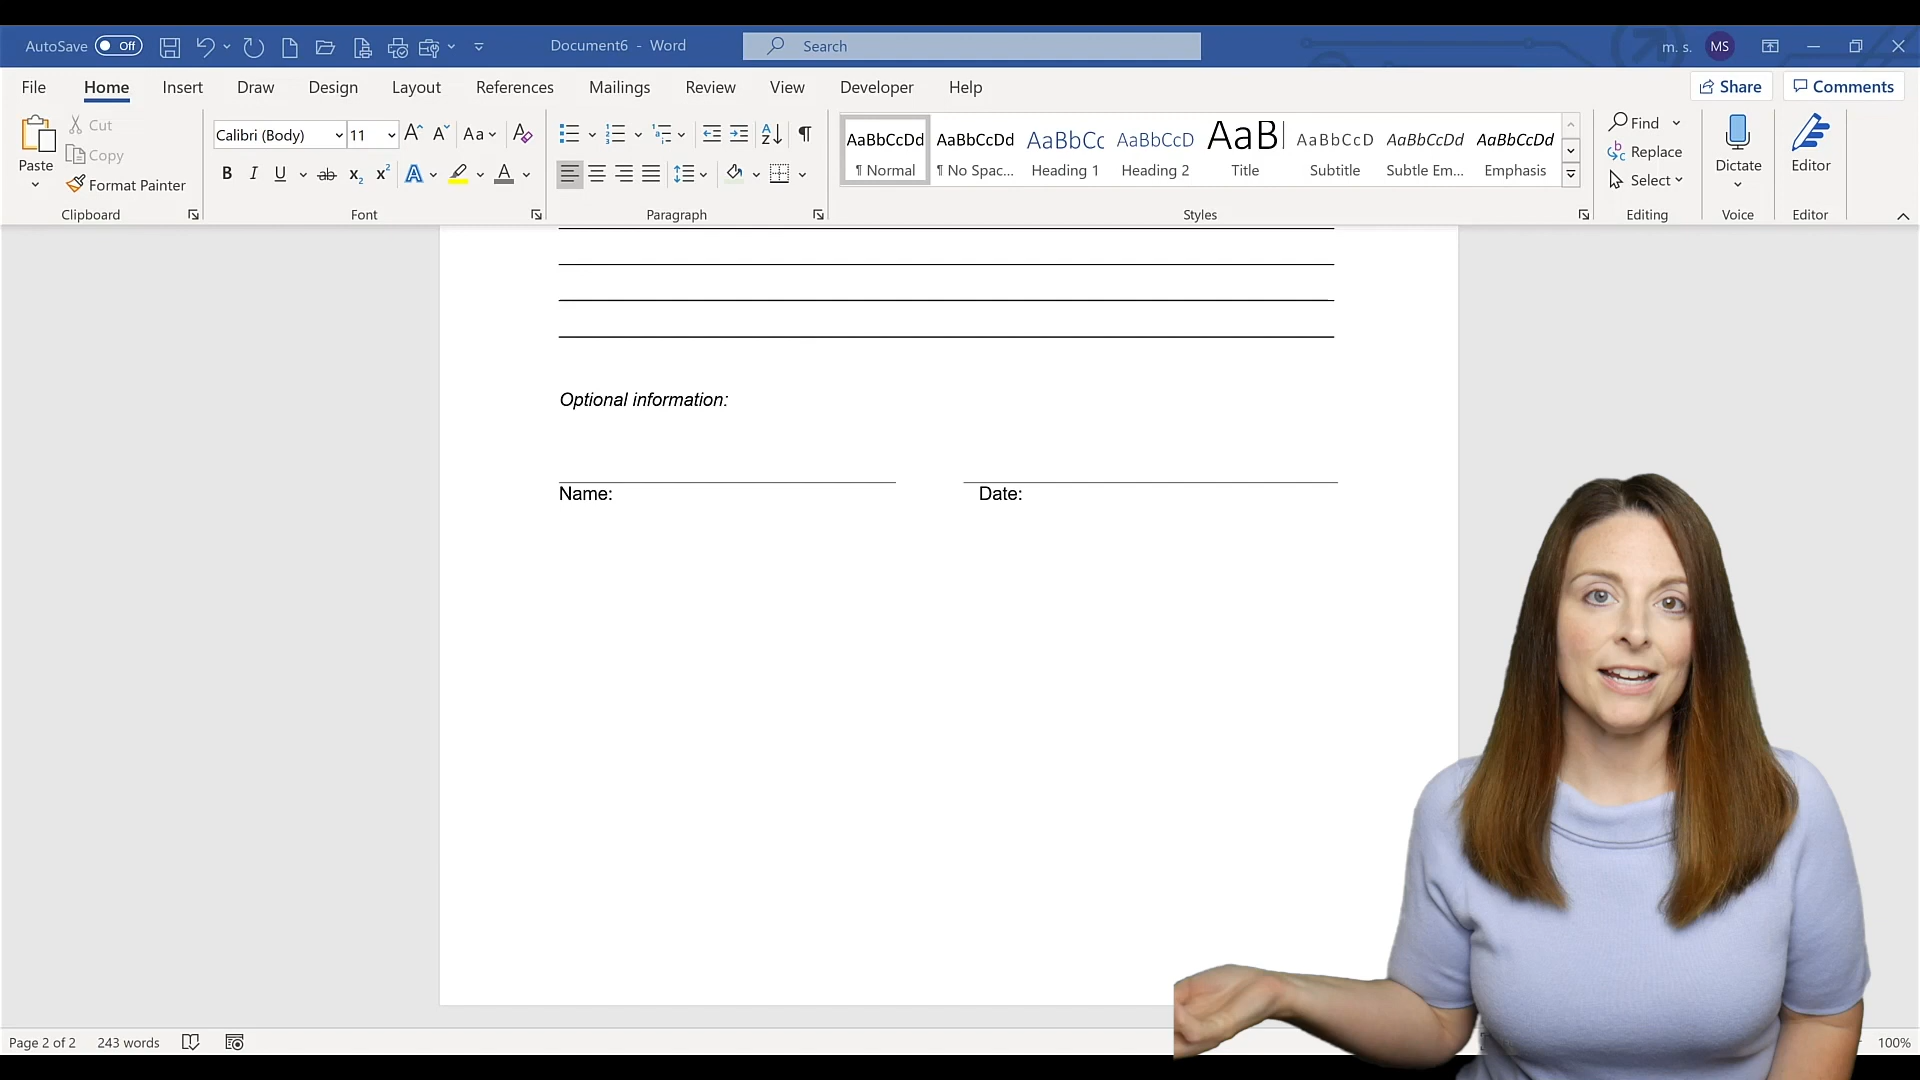 AutoSave Off Document6 - Word Search m. s. MS
File Home Insert Draw Design Layout References Mailings Review View Developer Help Share Comments
Paste Cut Copy Format Painter
Clipboard
Calibri (Body) 11 A A Aa A
B I U ab x2 x2 A A
Font
Paragraph
AaBbCcDd AaBbCcDd AaBbCc AaBbCcD AaB AaBbCcD AaBbCcDd AaBbCcDd
¶ Normal ¶ No Spac... Heading 1 Heading 2 Title Subtitle Subtle Em... Emphasis
Styles
Find
Replace
Select
Editing
Dictate
Voice
Editor
Editor
Optional information:
Name: Date:
Page 2 of 2 243 words 100%